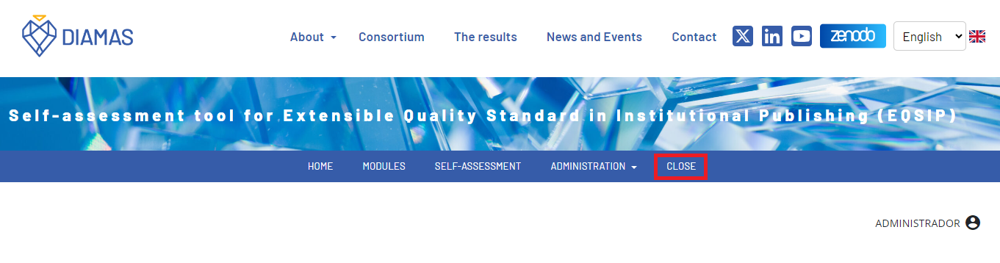 DIAMAS
About Consortium The results News and Events Contact X in zenodo English
Self-assessment tool for Extensible Quality Standard in Institutional Publishing (EQSIP)
HOME MODULES SELF-ASSESSMENT ADMINISTRATION CLOSE
ADMINISTRADOR